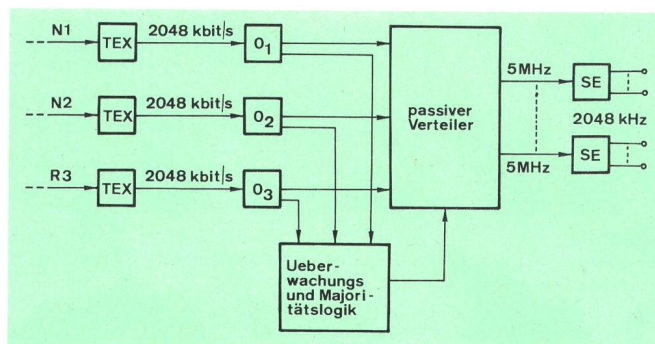 N1 TEX 2048 kbit/s O1
N2 TEX 2048 kbit/s O2
R3 TEX 2048 kbit/s O3
passiver
Verteiler
5MHz SE
2048 kHz
5MHz SE
Ueber-
wachungs
und Majori-
tätslogik